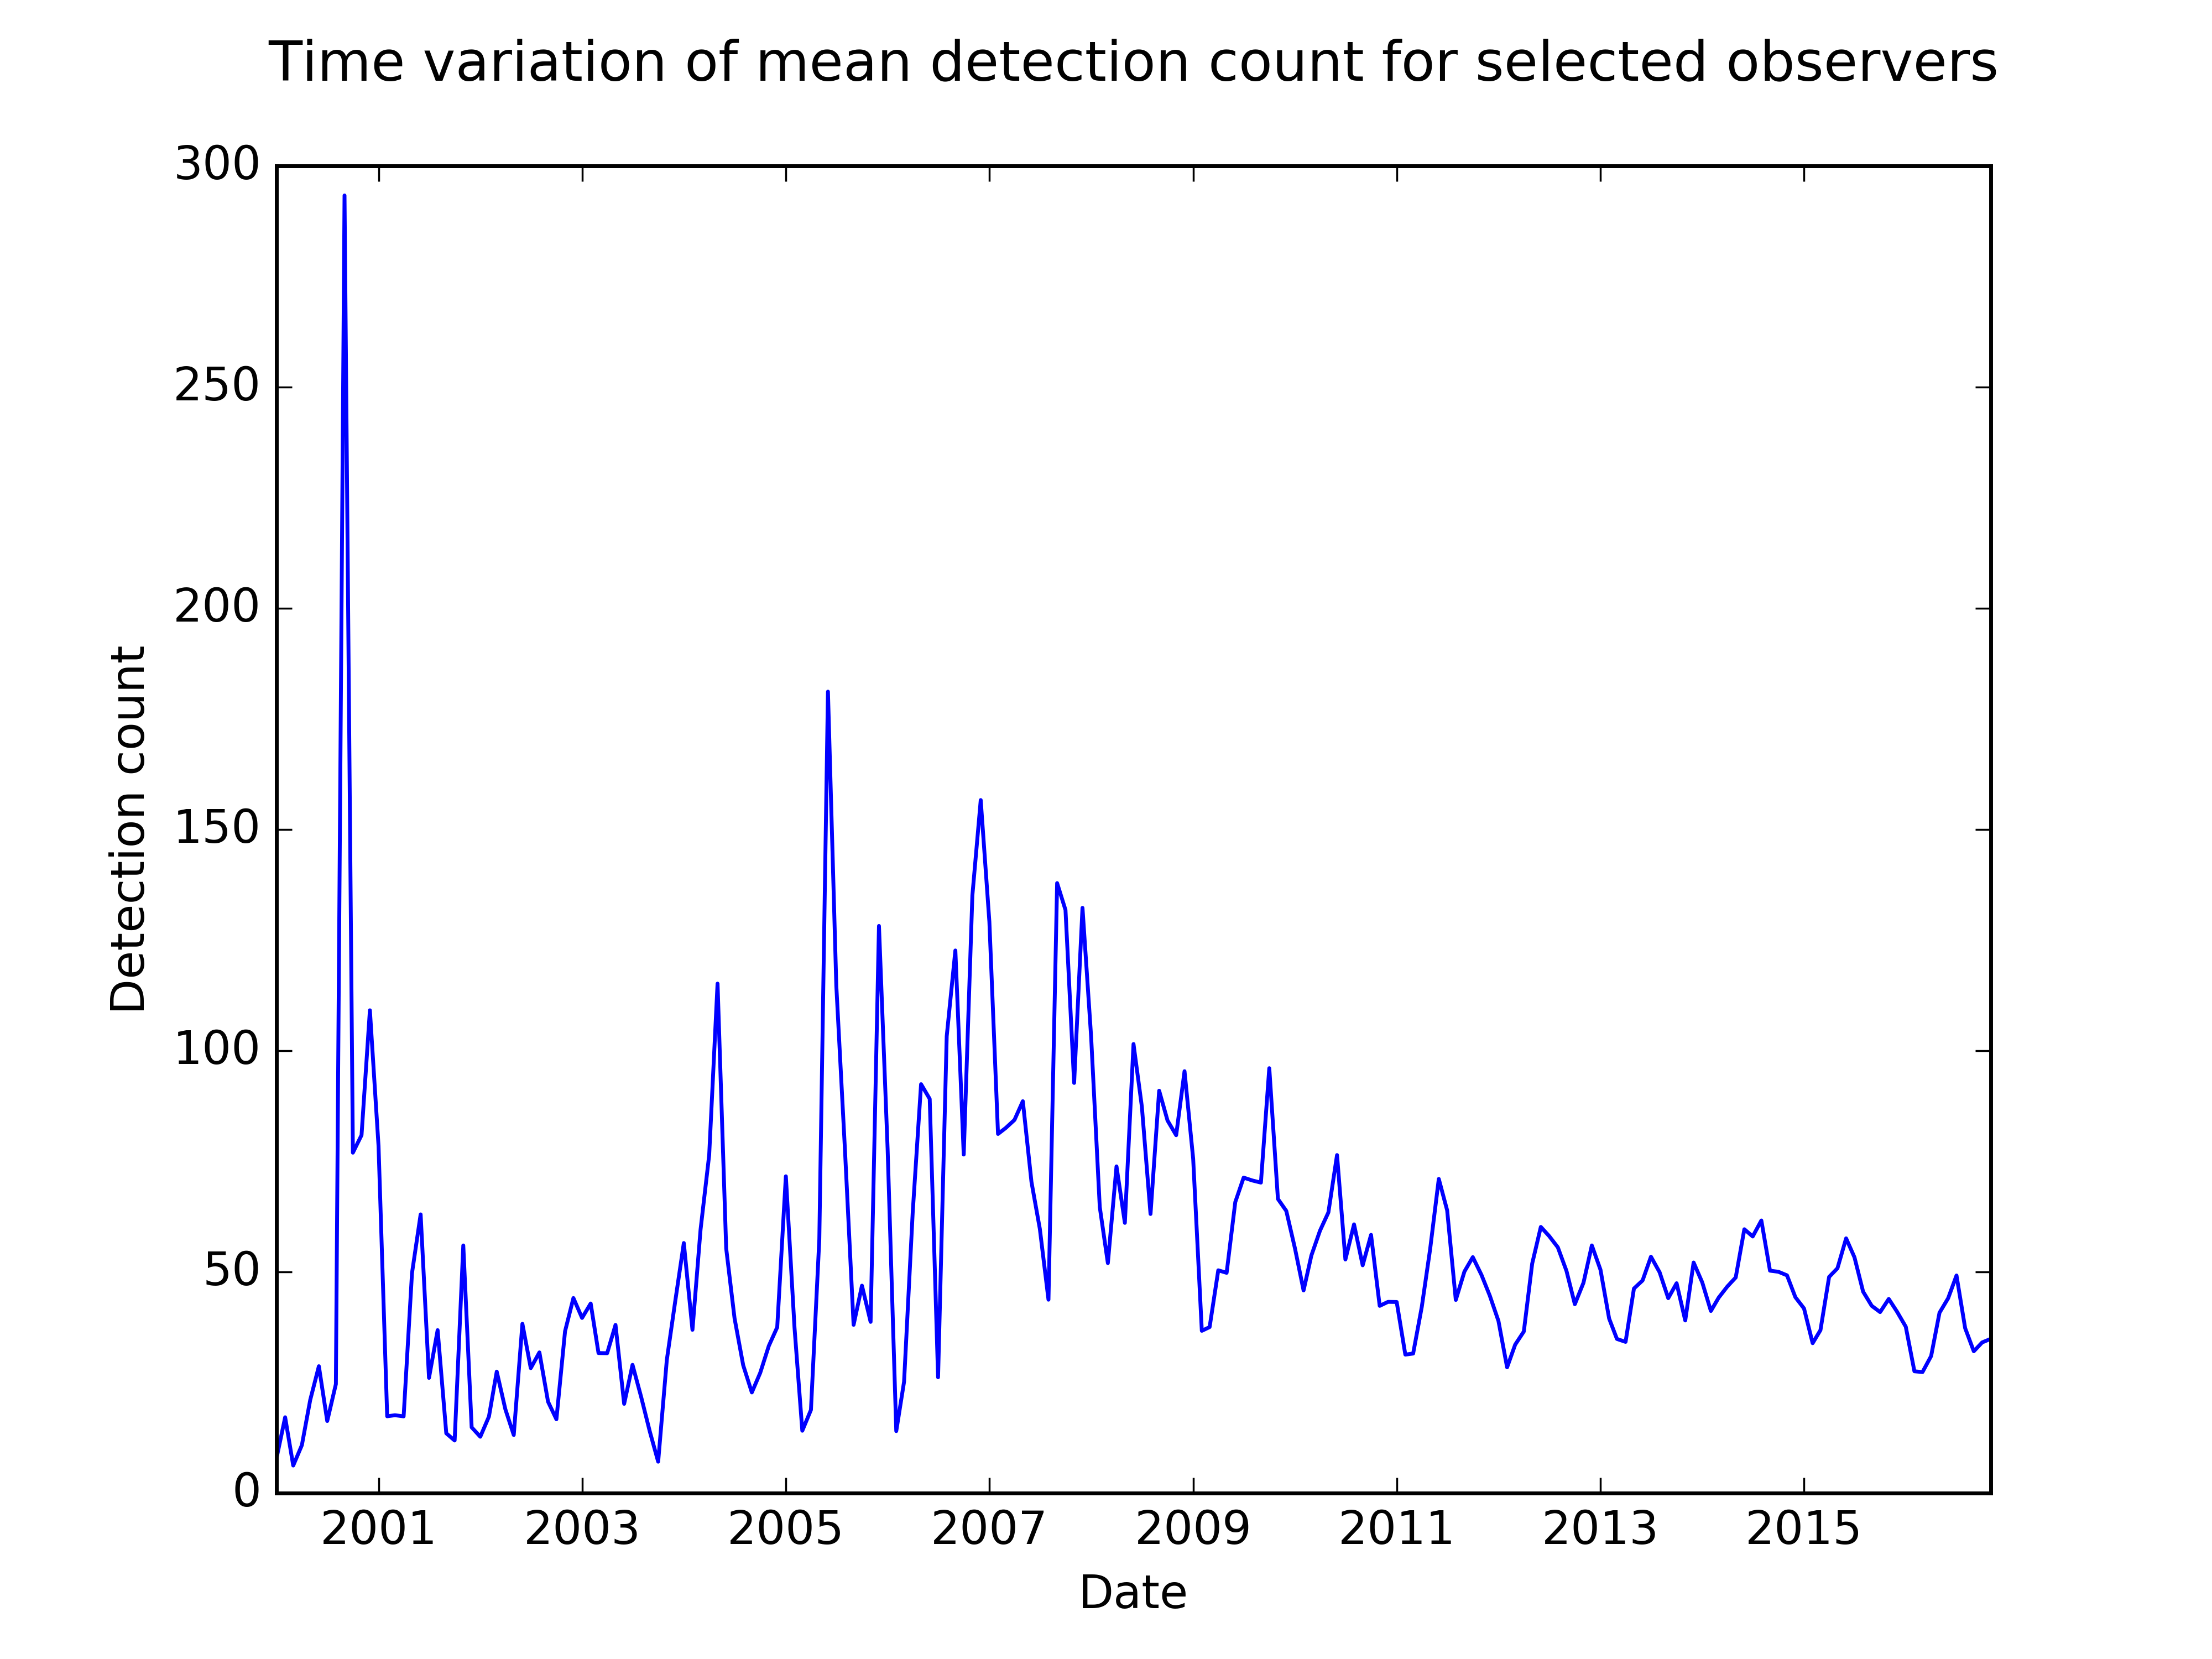 Time variation of mean detection count for selected observers
300
250
200
150
100
50
0
Detection count
2001 2003 2005 2007 2009 2011 2013 2015
Date